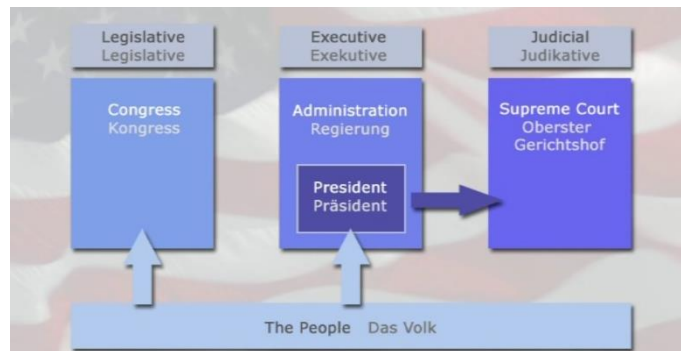 Legislative
Legislative
Executive
Exekutive
Judicial
Judikative
Congress
Kongress
Administration
Regierung
President
Präsident
Supreme Court
Oberster
Gerichtshof
The People Das Volk